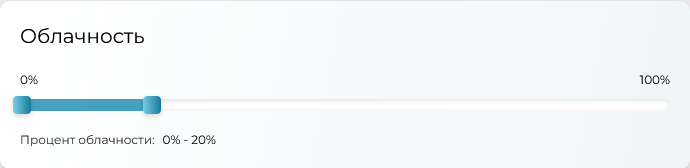 Облачность
0% 100%
Процент облачности: 0% - 20%